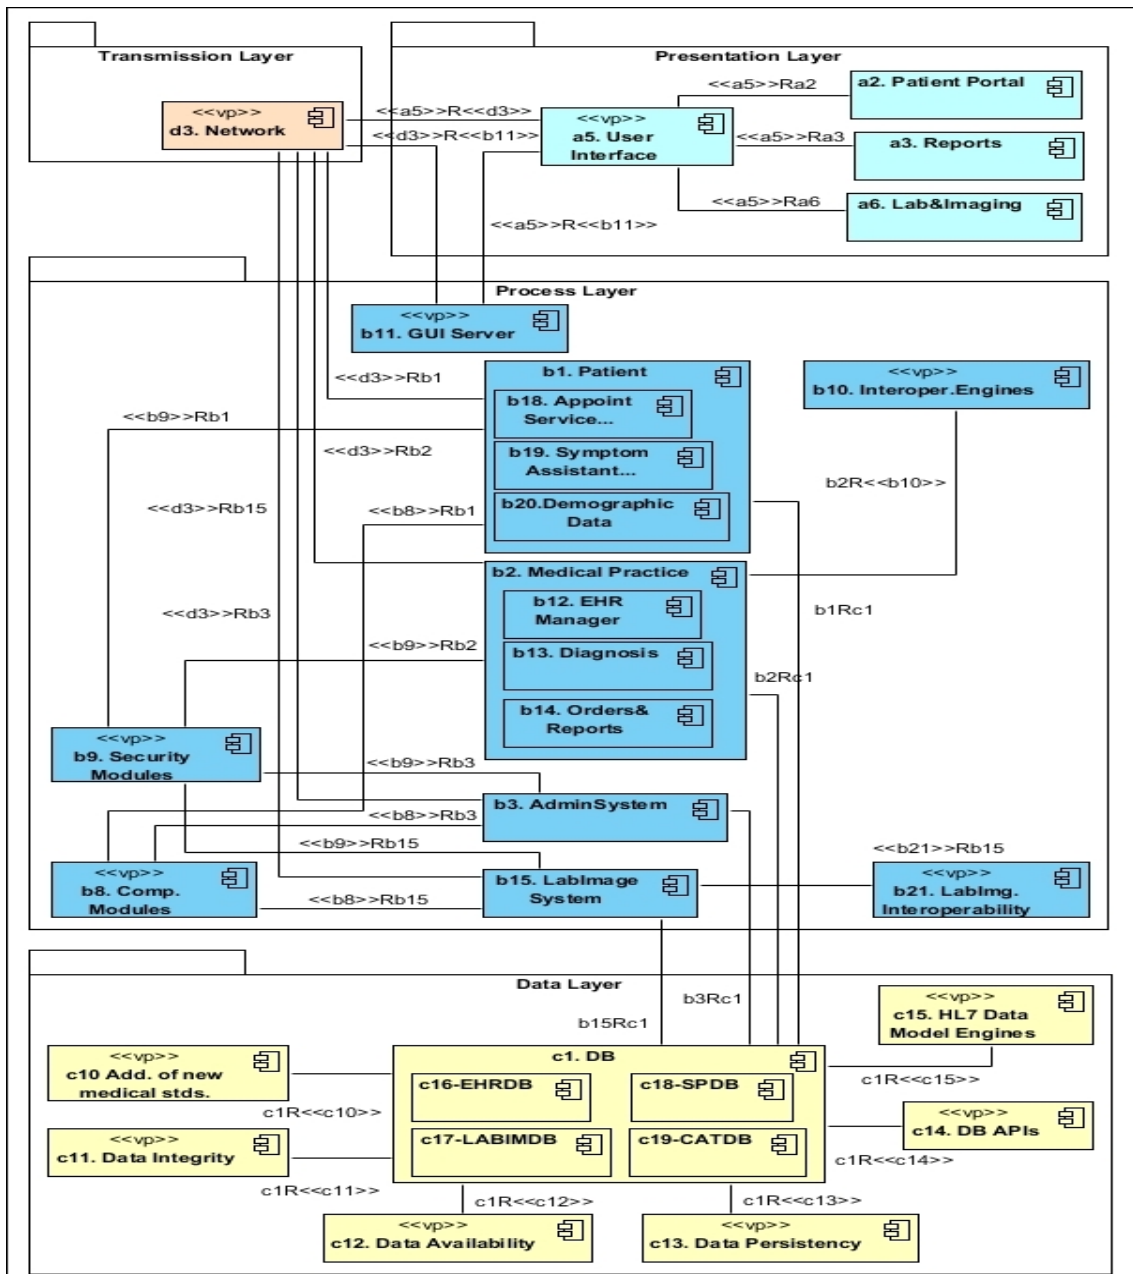 Transmission Layer
Presentation Layer
<<vp>>
d3. Network
<<a5>>R<<d3>>
<<d3>>R<<b11>>
<<vp>>
a5. User
Interface
<<a5>>Ra2
a2. Patient Portal
<<a5>>Ra3
a3. Reports
<<a5>>Ra6
a6. Lab&Imaging
<<a5>>R<<b11>>
Process Layer
<<vp>>
b11. GUI Server
<<d3>>Rb1
b1. Patient
b18. Appoint
Service...
b19. Symptom
Assistant...
b20.Demographic
Data
<<vp>>
b10. Interoper.Engines
<<b9>>Rb1
<<d3>>Rb2
b2R<<b10>>
<<d3>>Rb15
<<b8>>Rb1
b2. Medical Practice
b12. EHR
Manager
b13. Diagnosis
b14. Orders&
Reports
<<d3>>Rb3
b1Rc1
<<b9>>Rb2
b2Rc1
<<vp>>
b9. Security
Modules
<<b9>>Rb3
b3. AdminSystem
<<b8>>Rb3
<<b9>>Rb15
<<b21>>Rb15
<<vp>>
b8. Comp.
Modules
<<b8>>Rb15
b15. LabImage
System
<<vp>>
b21. LabImg.
Interoperability
Data Layer
b3Rc1
b15Rc1
<<vp>>
c15. HL7 Data
Model Engines
<<vp>>
c10 Add. of new
medical stds.
c1. DB
c16-EHRDB
c18-SPDB
c17-LABIMDB
c19-CATDB
c1R<<c15>>
c1R<<c10>>
<<vp>>
c14. DB APIs
<<vp>>
c11. Data Integrity
c1R<<c14>>
c1R<<c11>>
c1R<<c12>>
c1R<<c13>>
<<vp>>
c12. Data Availability
<<vp>>
c13. Data Persistency